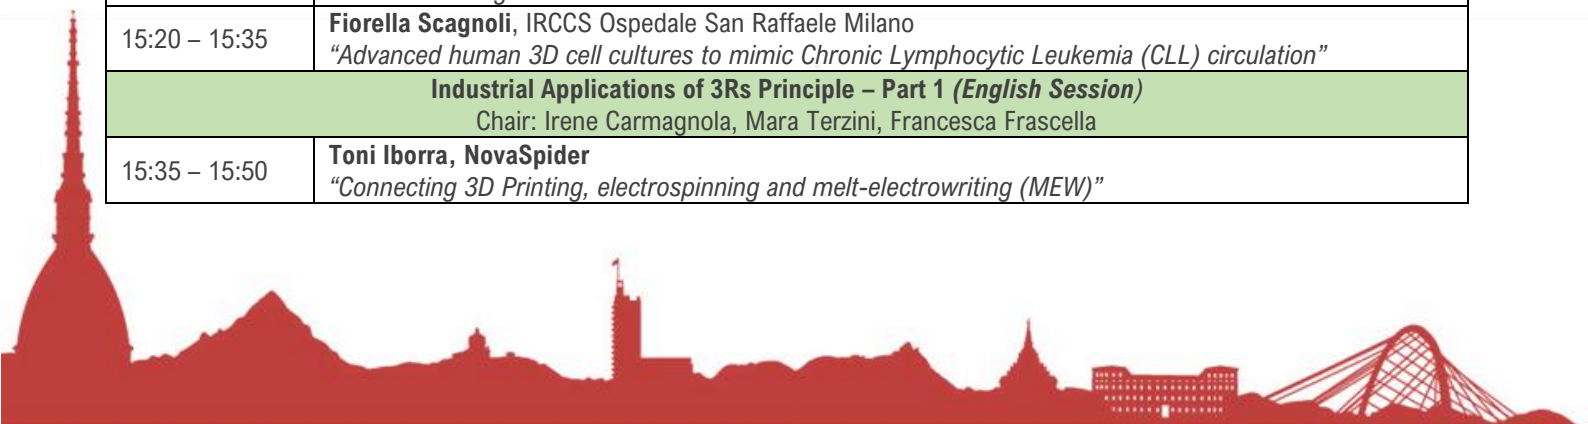 15:20 – 15:35
Fiorella Scagnoli, IRCCS Ospedale San Raffaele Milano
“Advanced human 3D cell cultures to mimic Chronic Lymphocytic Leukemia (CLL) circulation”
Industrial Applications of 3Rs Principle – Part 1 (English Session)
Chair: Irene Carmagnola, Mara Terzini, Francesca Frascella
15:35 – 15:50
Toni Iborra, NovaSpider
“Connecting 3D Printing, electrospinning and melt-electrowriting (MEW)”